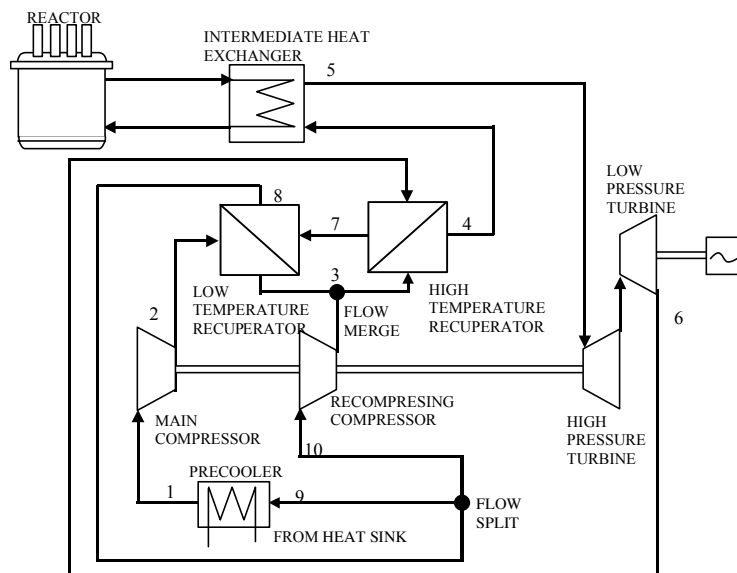 REACTOR
INTERMEDIATE HEAT
EXCHANGER
5
LOW
PRESSURE
TURBINE
8
7
4
3
LOW
TEMPERATURE
RECUPERATOR
FLOW
MERGE
HIGH
TEMPERATURE
RECUPERATOR
6
2
MAIN
COMPRESSOR
RECOMPRESING
COMPRESSOR
HIGH
PRESSURE
TURBINE
10
PRECOOLER
1
9
FLOW
SPLIT
FROM HEAT SINK